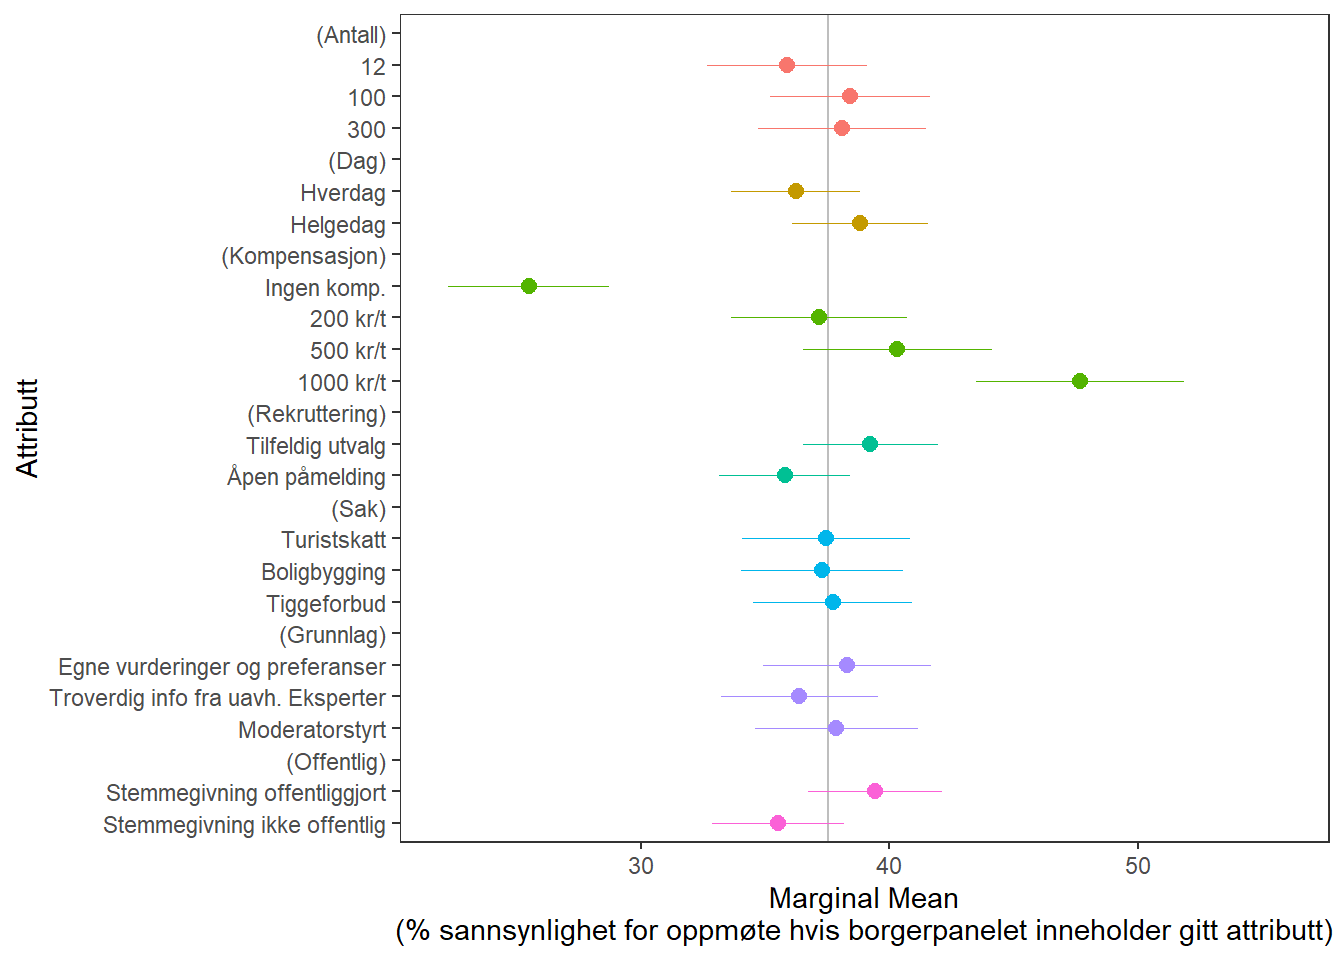 (Antall)
12
100
300
(Dag)
Hverdag
Helgedag
(Kompensasjon)
Ingen komp.
200 kr/t
500 kr/t
1000 kr/t
(Rekruttering)
Tilfeldig utvalg
Åpen påmelding
(Sak)
Turistskatt
Boligbygging
Tiggeforbud
(Grunnlag)
Egne vurderinger og preferanser
Troverdig info fra uavh. Eksperter
Moderatorstyrt
(Offentlig)
Stemmegivning offentliggjort
Stemmegivning ikke offentlig
Attributt
30 40 50
Marginal Mean
(% sannsynlighet for oppmøte hvis borgerpanelet inneholder gitt attributt)